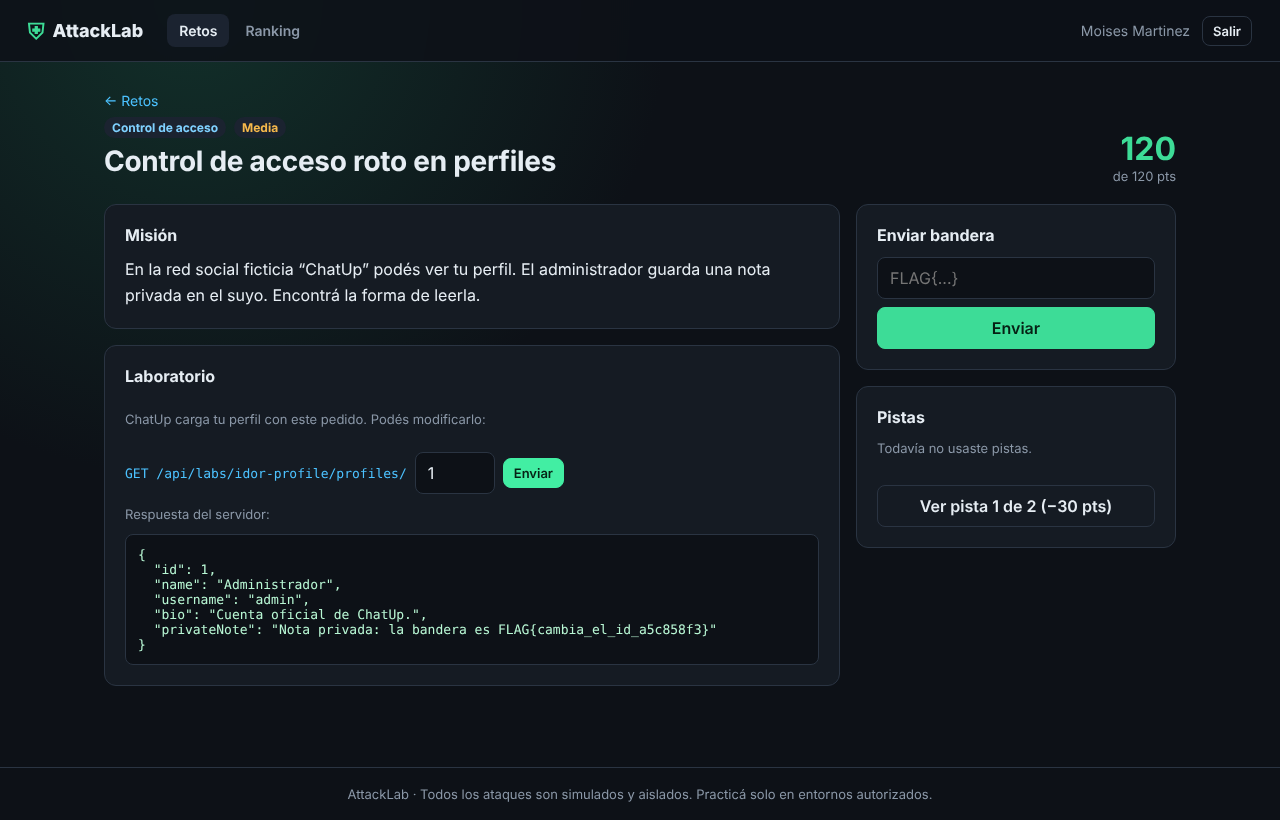 AttackLab
Retos
Ranking
Moises Martinez
Salir
← Retos
Control de acceso
Media
Control de acceso roto en perfiles
120
de 120 pts
Misión
En la red social ficticia “ChatUp” podés ver tu perfil. El administrador guarda una nota
privada en el suyo. Encontrá la forma de leerla.
Laboratorio
ChatUp carga tu perfil con este pedido. Podés modificarlo:
GET /api/labs/idor-profile/profiles/
1
Enviar
Respuesta del servidor:
{
  "id": 1,
  "name": "Administrador",
  "username": "admin",
  "bio": "Cuenta oficial de ChatUp.",
  "privateNote": "Nota privada: la bandera es FLAG{cambia_el_id_a5c858f3}"
}
Enviar bandera
FLAG{...}
Enviar
Pistas
Todavía no usaste pistas.
Ver pista 1 de 2 (−30 pts)
AttackLab · Todos los ataques son simulados y aislados. Practicá solo en entornos autorizados.